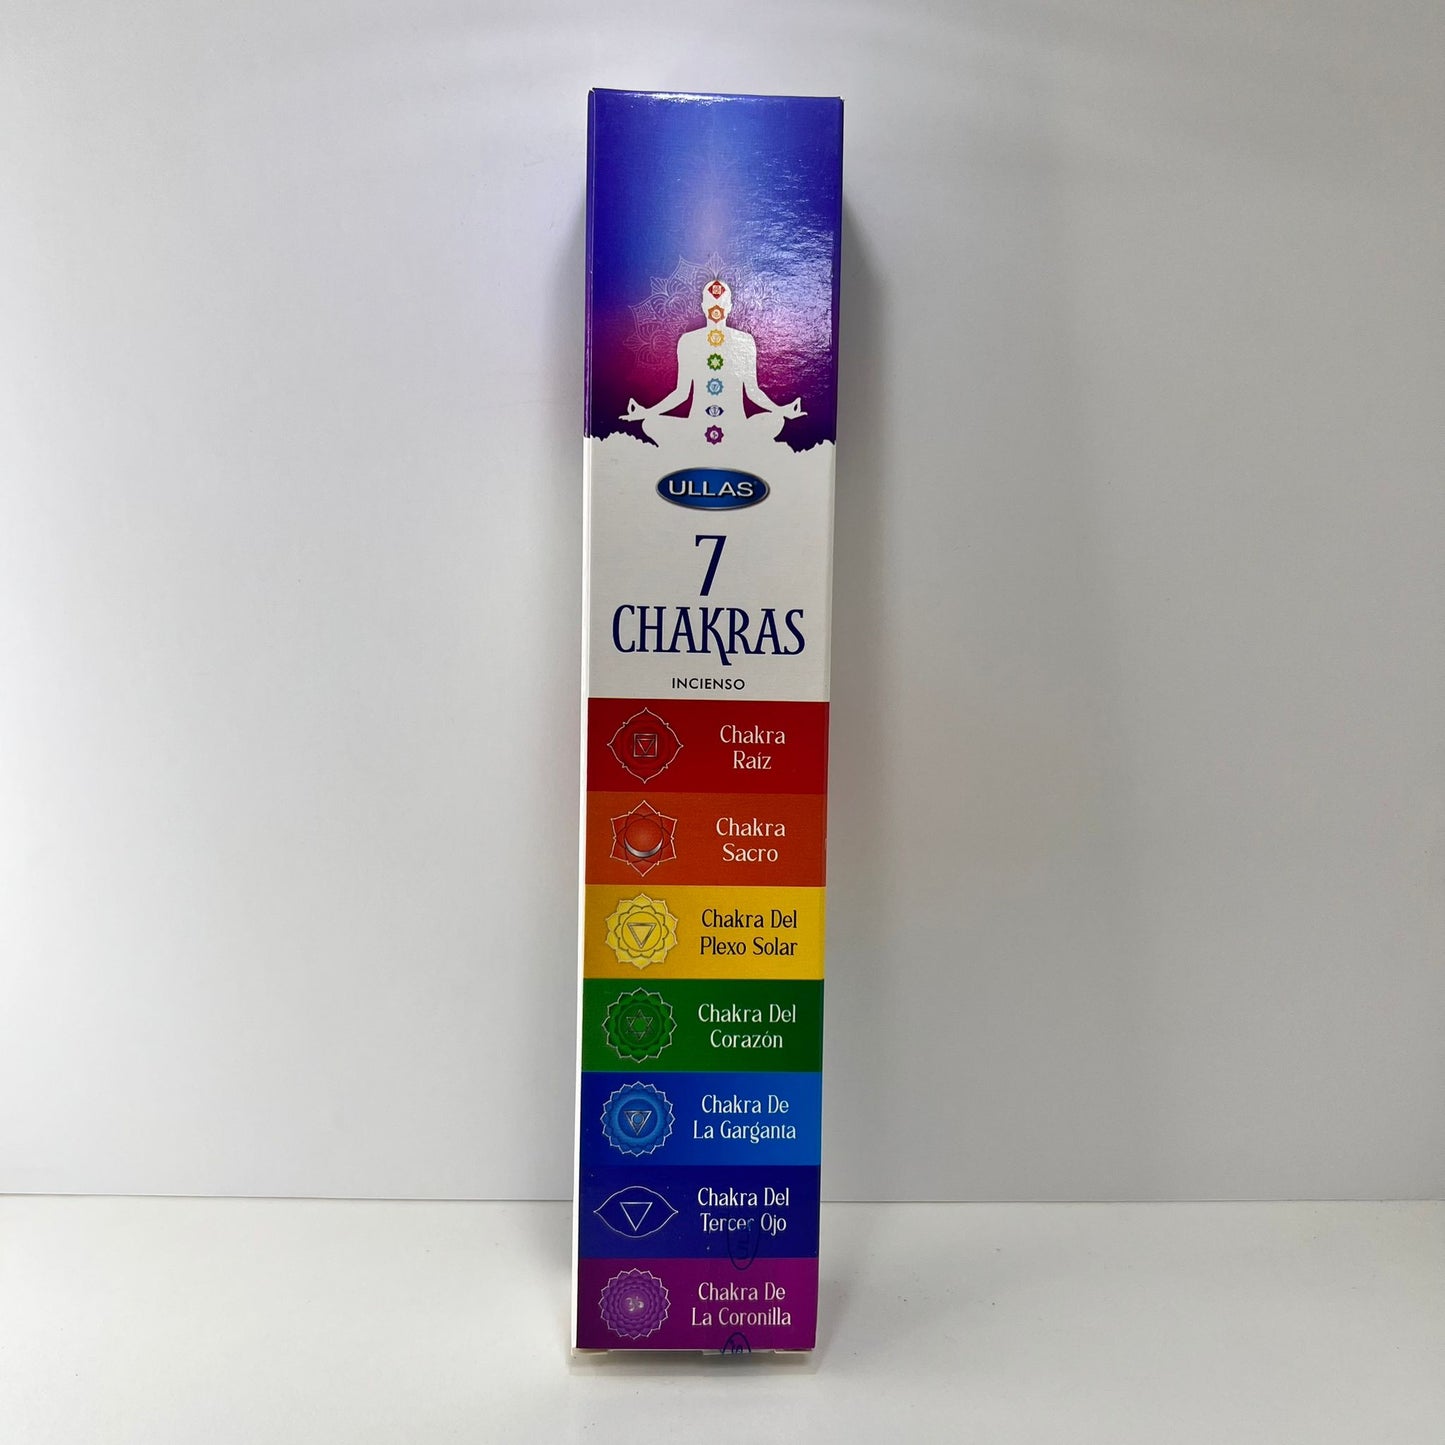 ULLAS
7
CHAKRAS
INCIENSO
Chakra
Raíz
Chakra
Sacro
Chakra Del
Plexo Solar
Chakra Del
Corazón
Chakra De
La Garganta
Chakra Del
Tercer Ojo
Chakra De
La Coronilla